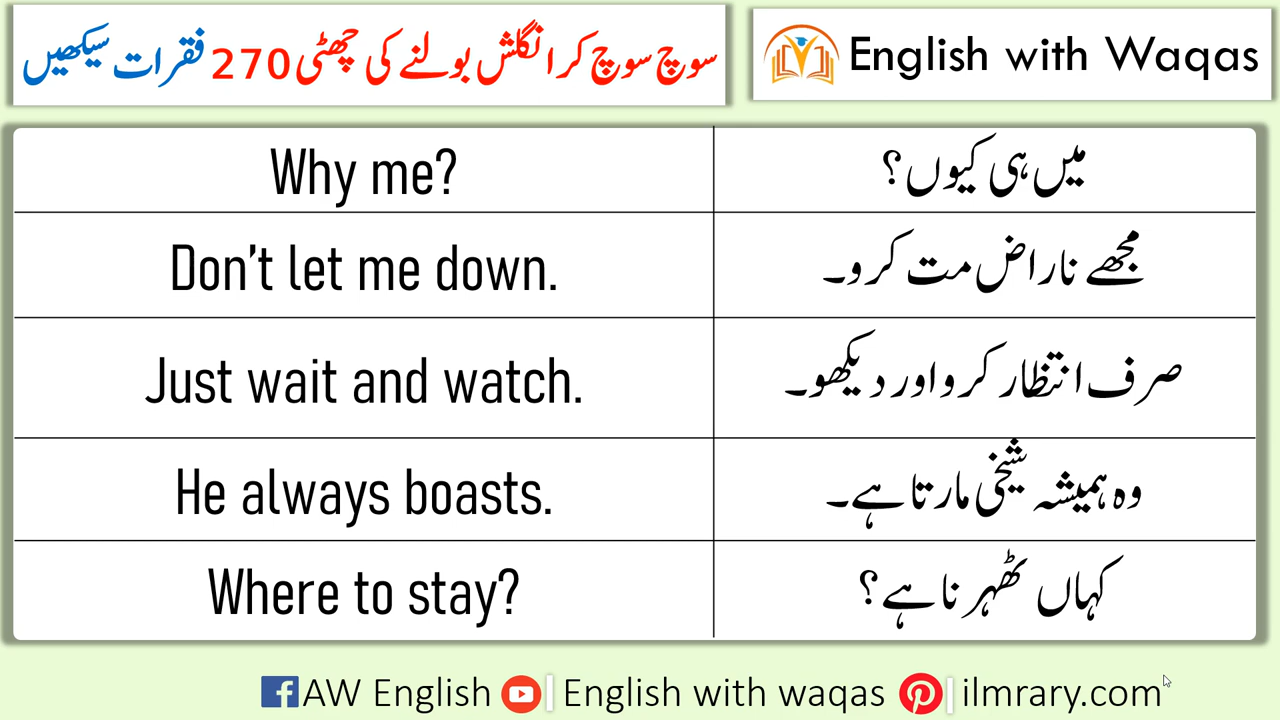 سوچ سوچ کر انگلش بولنے کی چھٹی 270 فقرات سیکھیں
English with Waqas
Why me?
میں ہی کیوں؟
Don't let me down.
مجھے ناراض مت کرو۔
Just wait and watch.
صرف انتظار کرو اور دیکھو۔
He always boasts.
وہ ہمیشہ شیخی مارتا ہے۔
Where to stay?
کہاں ٹھہرنا ہے؟
AW English | English with waqas | ilmrary.com